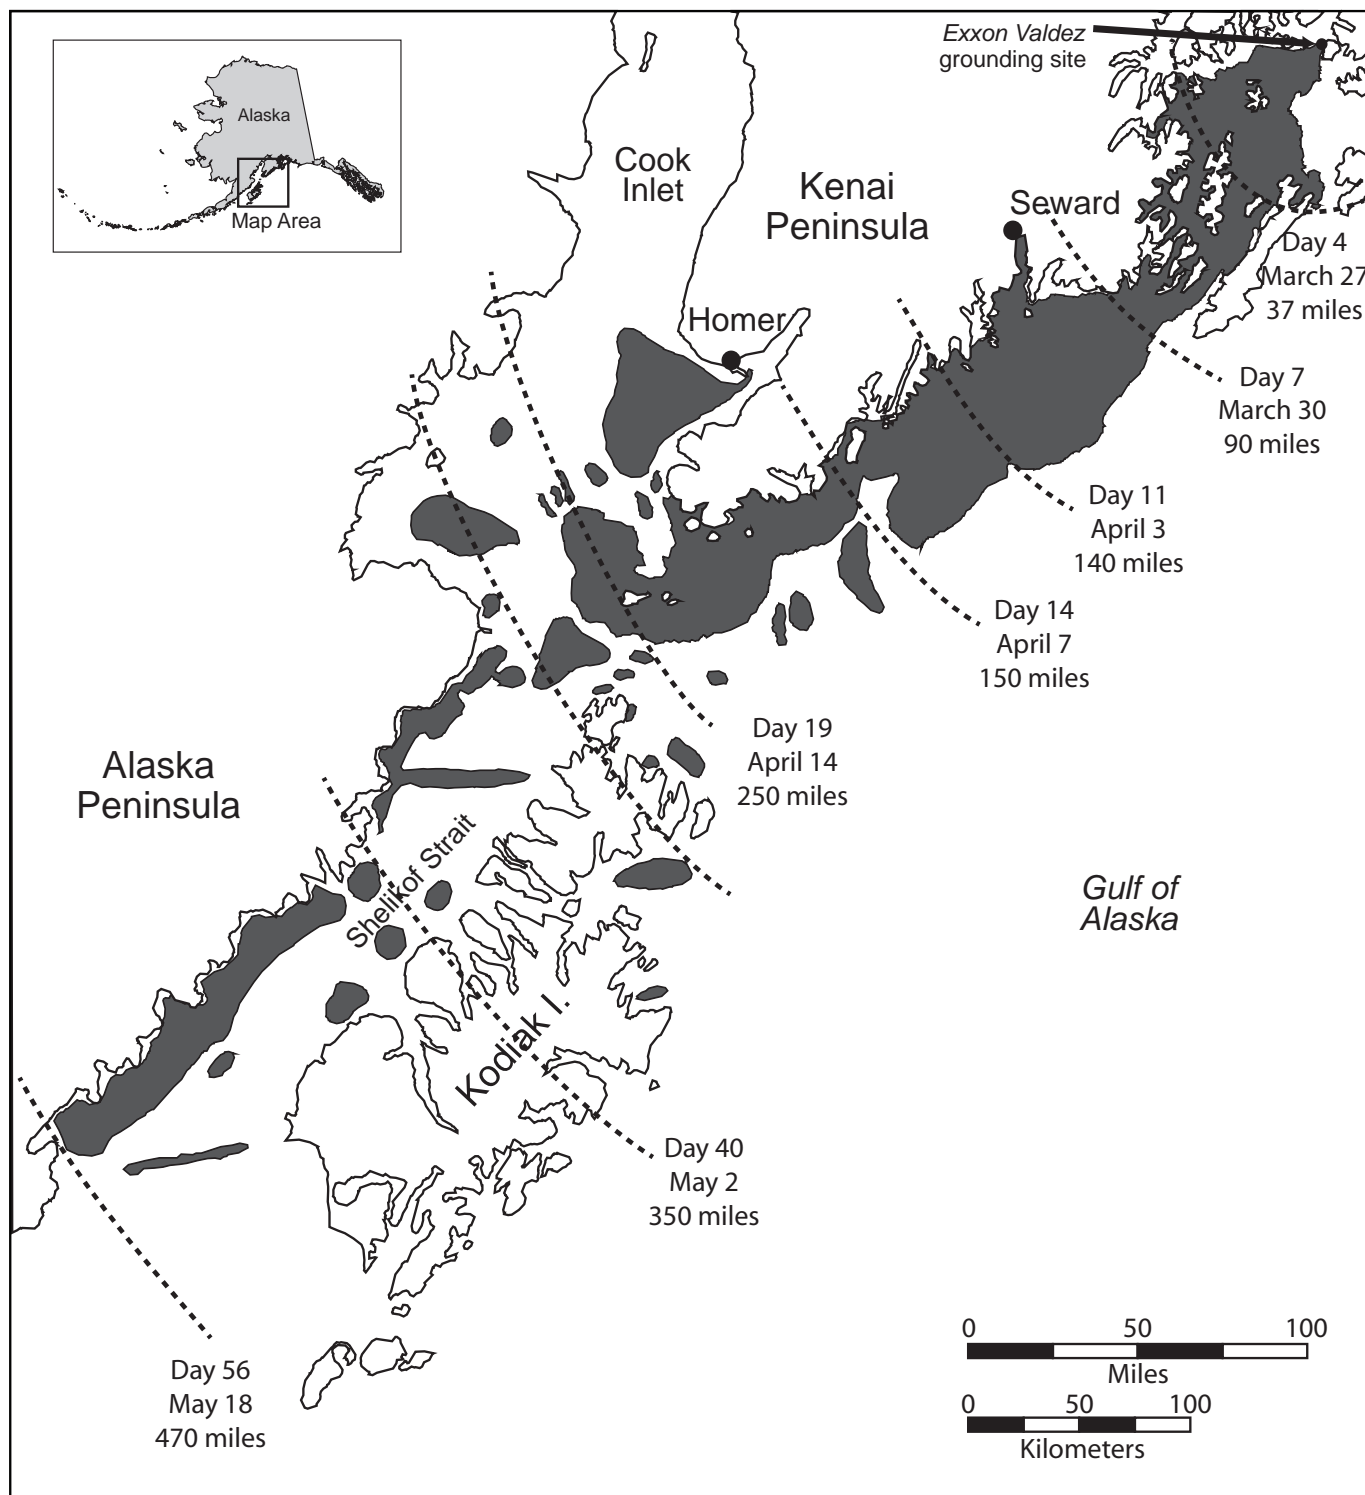 Exxon Valdez
grounding site
Alaska
Map Area
Cook
Inlet
Kenai
Peninsula
Seward
Homer
Day 4
March 27
37 miles
Day 7
March 30
90 miles
Day 11
April 3
140 miles
Day 14
April 7
150 miles
Day 19
April 14
250 miles
Alaska
Peninsula
Shelikof Strait
Gulf of
Alaska
Kodiak I.
Day 40
May 2
350 miles
Day 56
May 18
470 miles
0 50 100
Miles
0 50 100
Kilometers